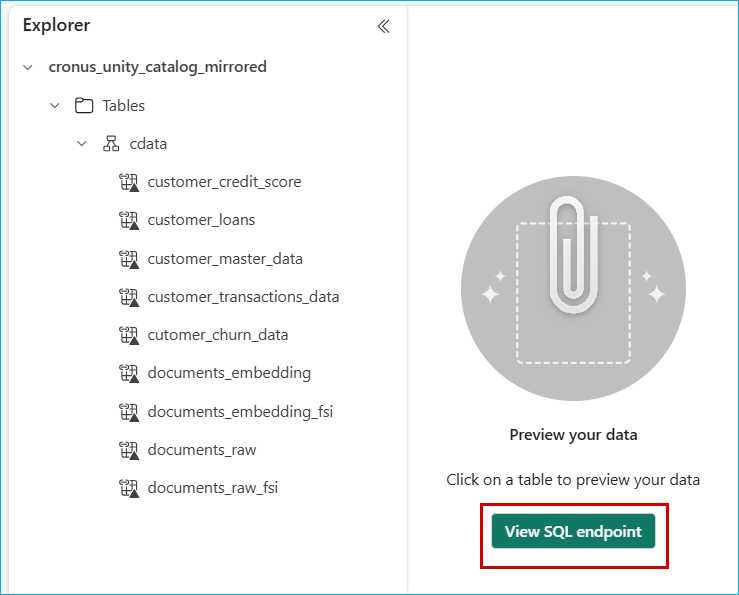 Explorer
cronus_unity_catalog_mirrored
Tables
cdata
customer_credit_score
customer_loans
customer_master_data
customer_transactions_data
cutomer_churn_data
documents_embedding
documents_embedding_fsi
documents_raw
documents_raw_fsi
Preview your data
Click on a table to preview your data
View SQL endpoint